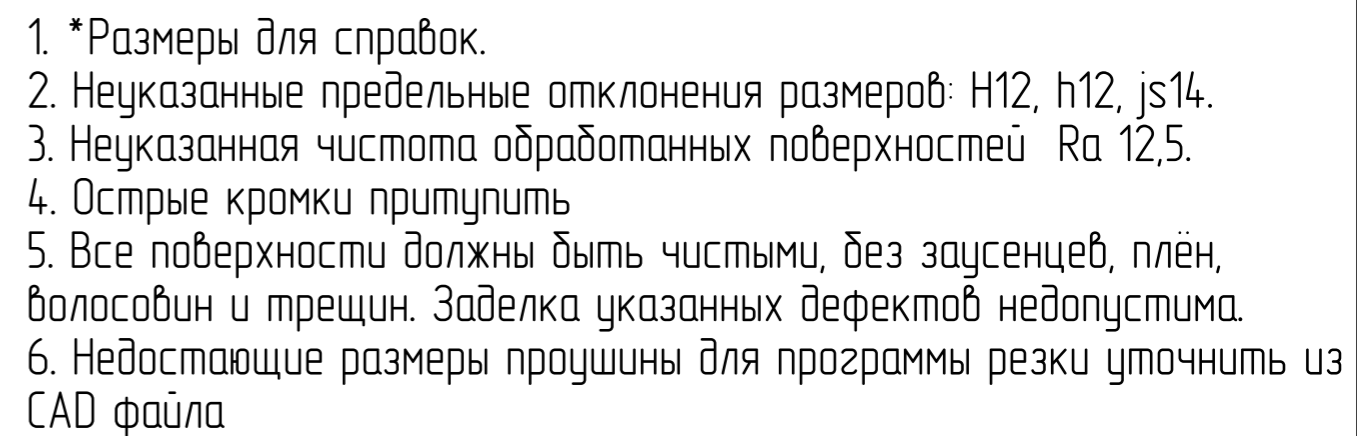 1. *Размеры для справок.
2. Неуказанные предельные отклонения размеров: H12, h12, js14.
3. Неуказанная чистота обработанных поверхностей Ra 12,5.
4. Острые кромки притупить
5. Все поверхности должны быть чистыми, без заусенцев, плён,
волосовин и трещин. Заделка указанных дефектов недопустима.
6. Недостающие размеры проушины для программы резки уточнить из
CAD файла